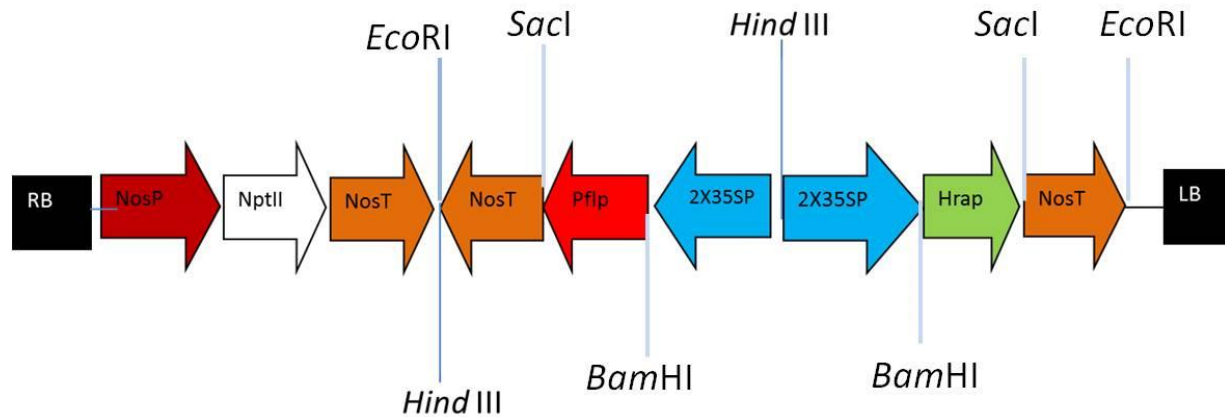 EcoRI
SacI
Hind III
SacI
EcoRI
RB
NosP
NptII
NosT
NosT
Pflp
2X35SP
2X35SP
Hrap
NosT
LB
Hind III
BamHI
BamHI